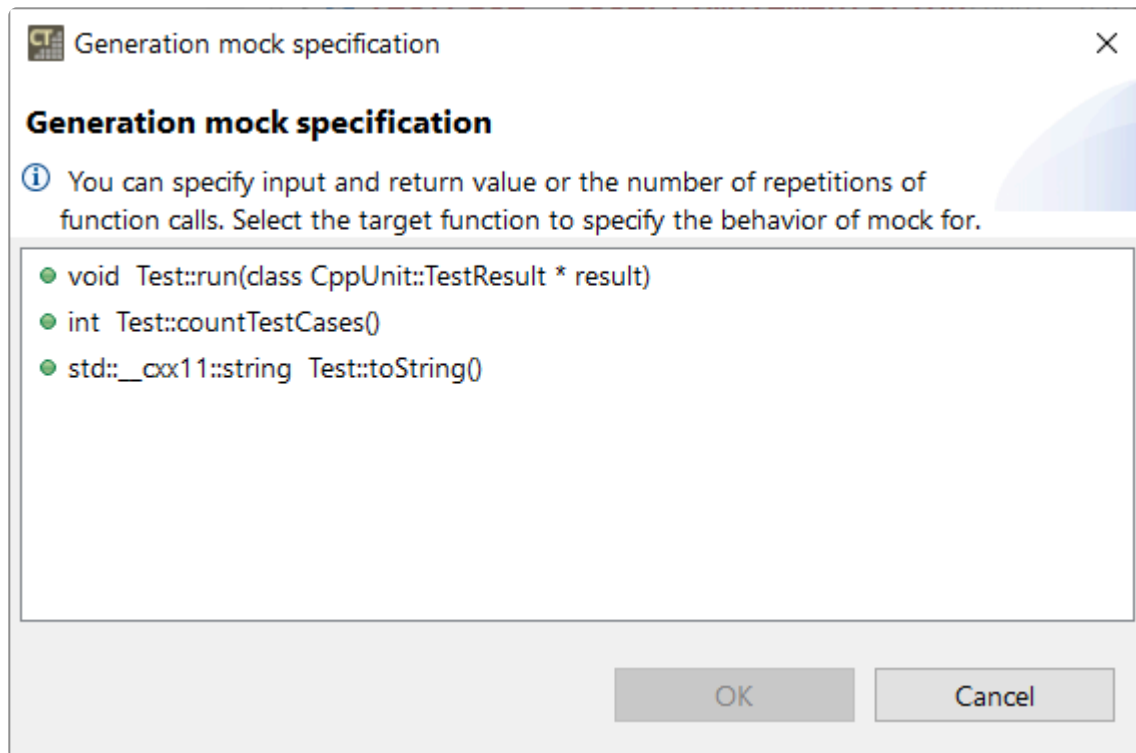 CT
Generation mock specification
Generation mock specification
You can specify input and return value or the number of repetitions of
function calls. Select the target function to specify the behavior of mock for.
void Test::run(class CppUnit::TestResult * result)
int Test::countTestCases()
std::__cxx11::string Test::toString()
OK
Cancel